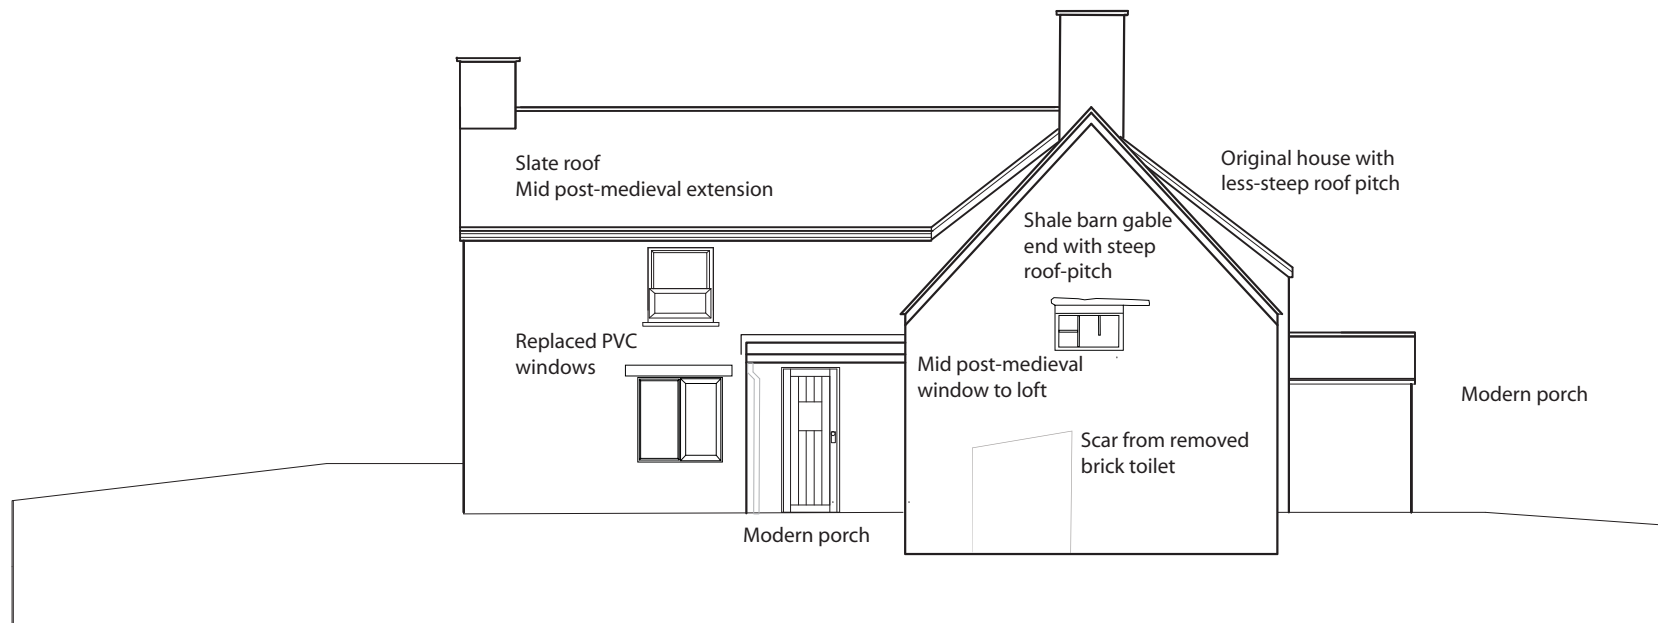 Slate roof
Mid post-medieval extension
Original house with
less-steep roof pitch
Shale barn gable
end with steep
roof-pitch
Replaced PVC
windows
Mid post-medieval
window to loft
Modern porch
Scar from removed
brick toilet
Modern porch